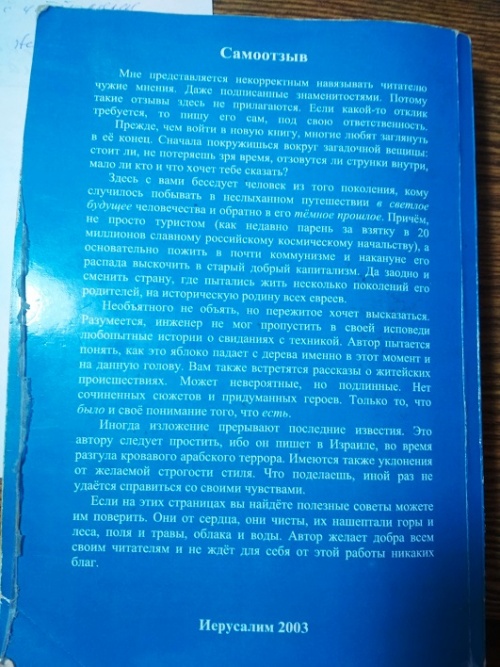 Самоотзыв
Мне представляется некорректным навязывать читателю
чужие мнения. Даже подписанные знаменитостями. Потому
такие отзывы здесь не прилагаются. Если какой-то отклик
требуется, то пишу его сам, под свою ответственность.
Прежде, чем войти в новую книгу, многие любят заглянуть
в её конец. Сначала покружишься вокруг загадочной вещицы:
стоит ли, не потеряешь зря время, отзовутся ли струнки внутри,
мало ли кто и что хочет тебе сказать?
Здесь с вами беседует человек из того поколения, кому
случилось побывать в неслыханном путешествии в светлое
будущее человечества и обратно в его тёмное прошлое. Причём,
не просто туристом (как недавно парень за взятку в 20
миллионов славному российскому космическому начальству), а
основательно пожить в почти коммунизме и накануне его
распада выскочить в старый добрый капитализм. Да заодно и
сменить страну, где пытались жить несколько поколений его
родителей, на историческую родину всех евреев.
Необъятного не объять, но пережитое хочет высказаться.
Разумеется, инженер не мог пропустить в своей исповеди
любопытные истории о свиданиях с техникой. Автор пытается
понять, как это яблоко падает с дерева именно в этот момент и
на данную голову. Вам также встретятся рассказы о житейских
происшествиях. Может невероятные, но подлинные. Нет
сочиненных сюжетов и придуманных героев. Только то, что
было и своё понимание того, что есть.
Иногда изложение прерывают последние известия. Это
автору следует простить, ибо он пишет в Израиле, во время
разгула кровавого арабского террора. Имеются также уклонения
от желаемой строгости стиля. Что поделаешь, иной раз не
удаётся справиться со своими чувствами.
Если на этих страницах вы найдёте полезные советы можете
им поверить. Они от сердца, они чисты, их нашептали горы и
леса, поля и травы, облака и воды. Автор желает добра всем
своим читателям и не ждёт для себя от этой работы никаких
благ.
Иерусалим 2003